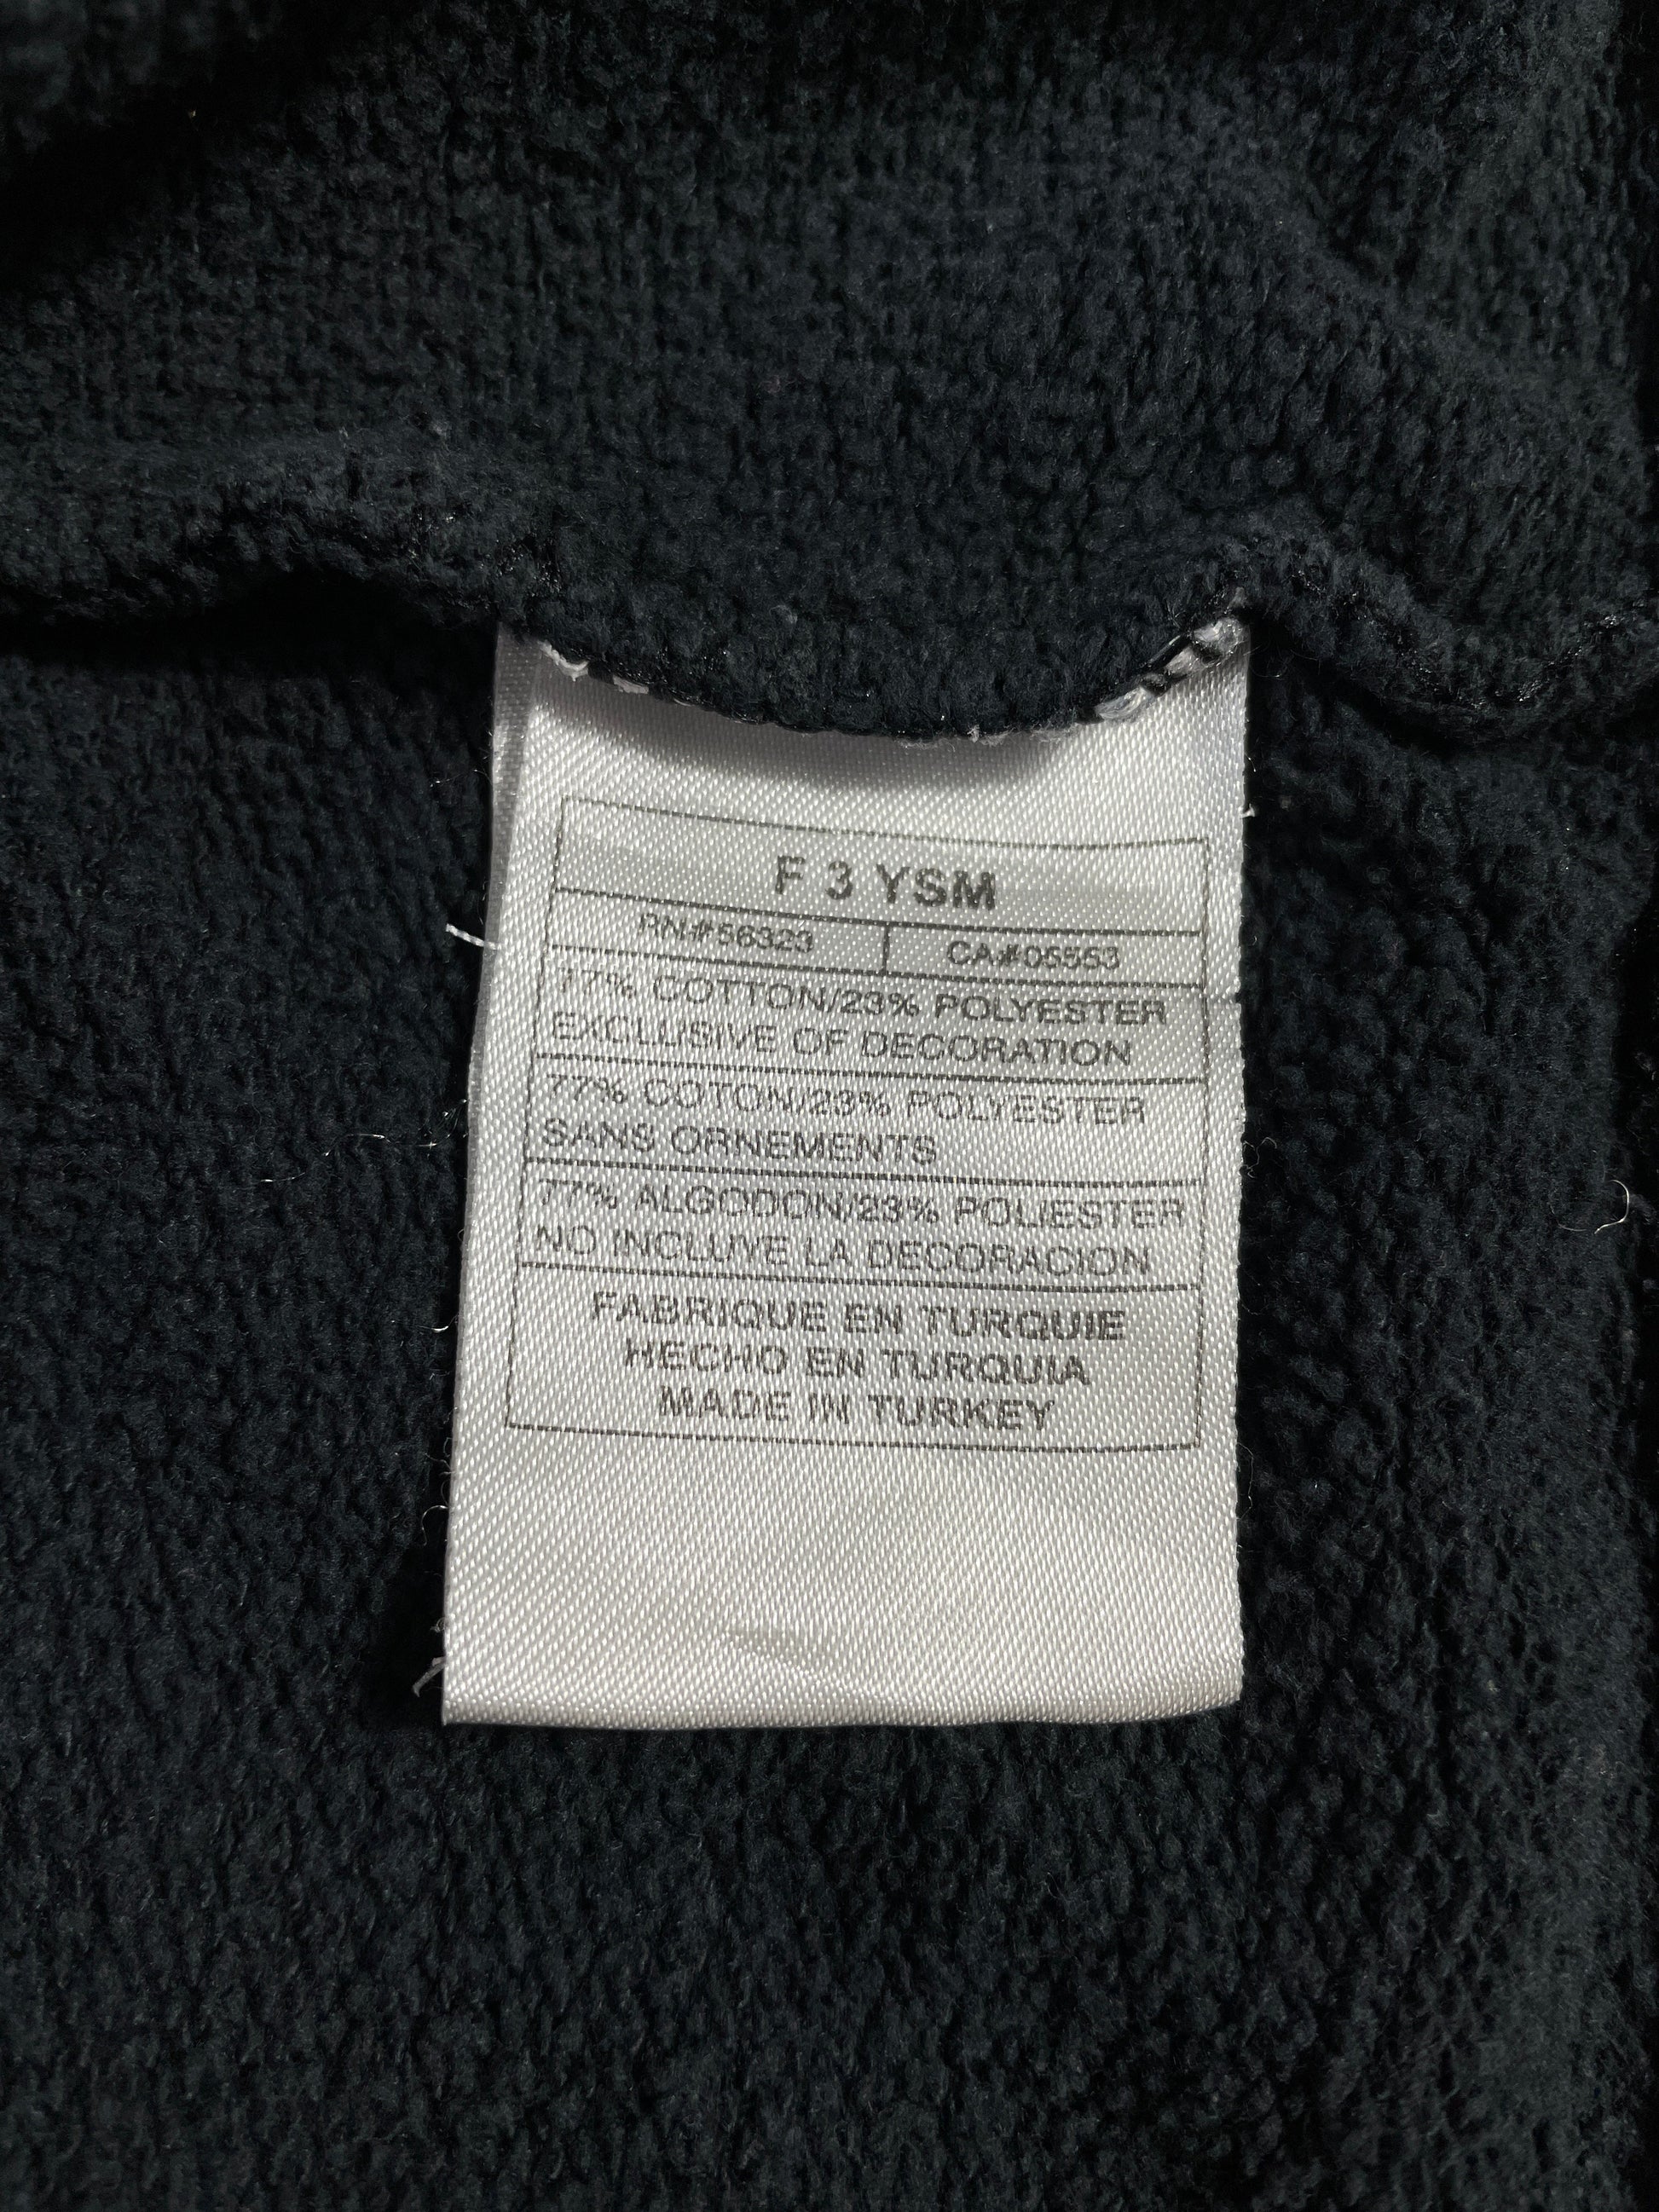 F 3 YSM
RN#56323 CA#05553
77% COTTON/23% POLYESTER
EXCLUSIVE OF DECORATION
77% COTON/23% POLYESTER
SANS ORNEMENTS
77% ALGODON/23% POLIESTER
NO INCLUYE LA DECORACION
FABRIQUE EN TURQUIE
HECHO EN TURQUIA
MADE IN TURKEY